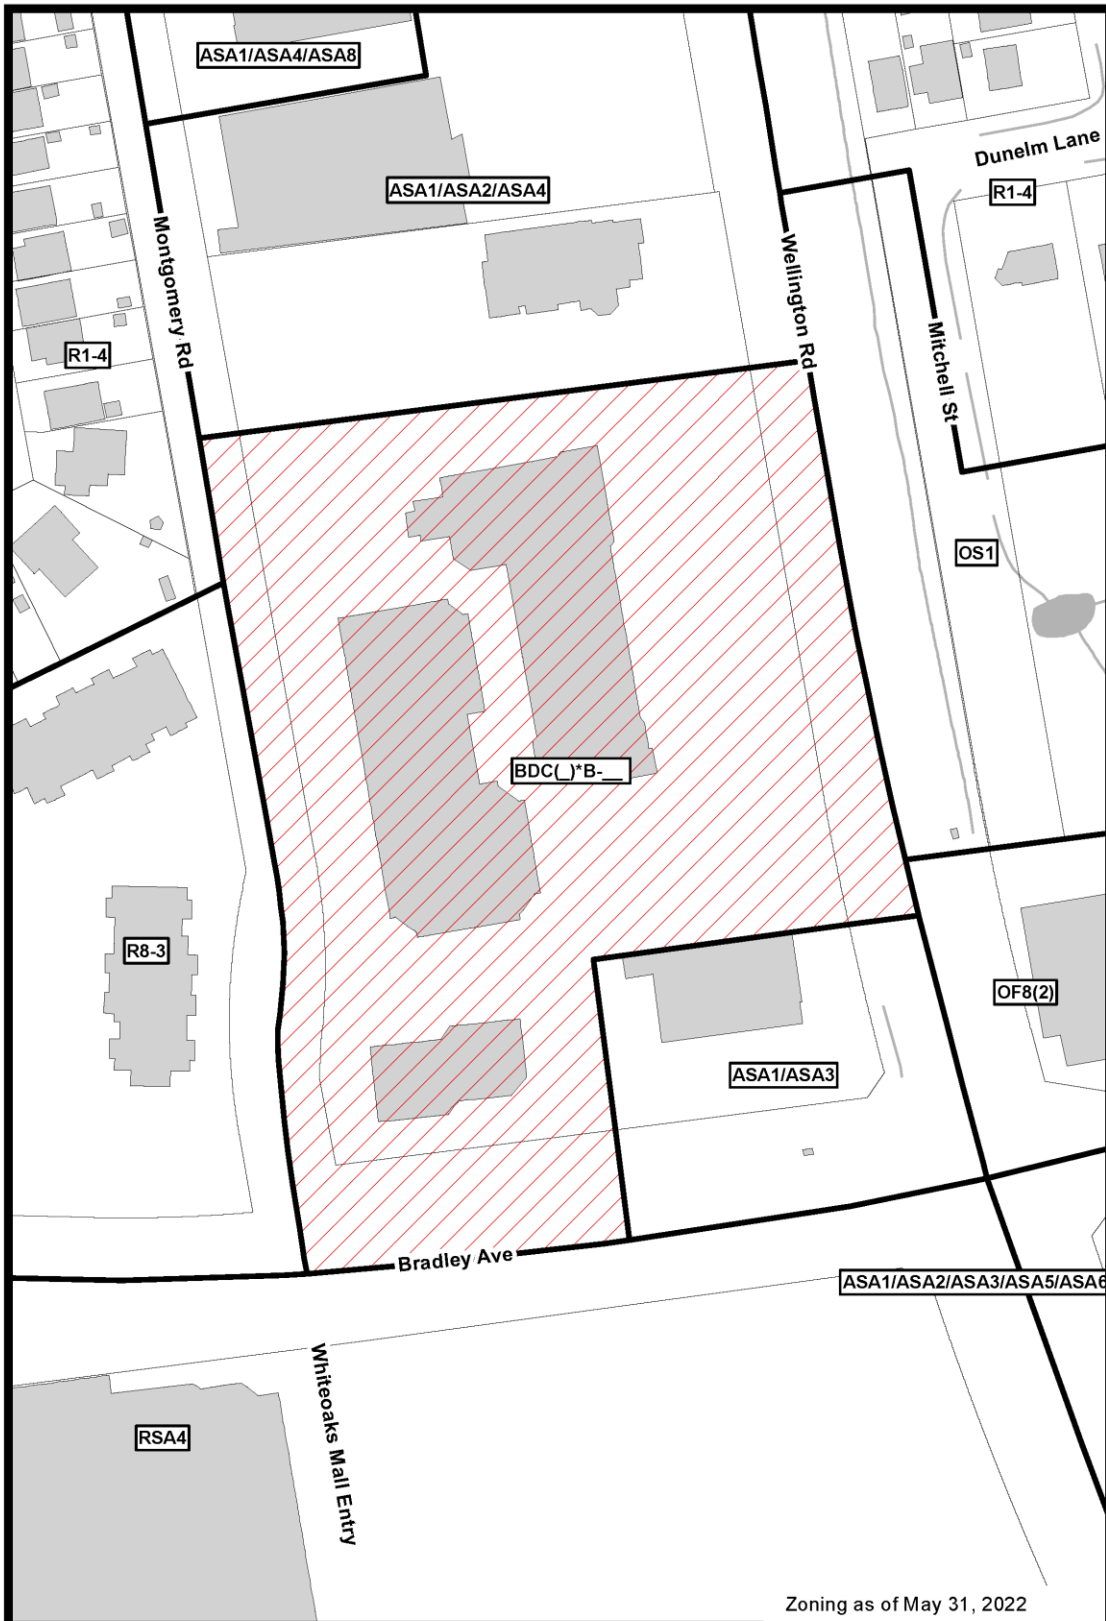 ASA1/ASA4/ASA8
Dunelm Lane
ASA1/ASA2/ASA4
R1-4
Montgomery Rd
Wellington Rd
Mitchell St
R1-4
OS1
BDC(_)*B-__
R8-3
OF8(2)
ASA1/ASA3
Bradley Ave
ASA1/ASA2/ASA3/ASA5/ASA6
Whiteoaks Mall Entry
RSA4
Zoning as of May 31, 2022